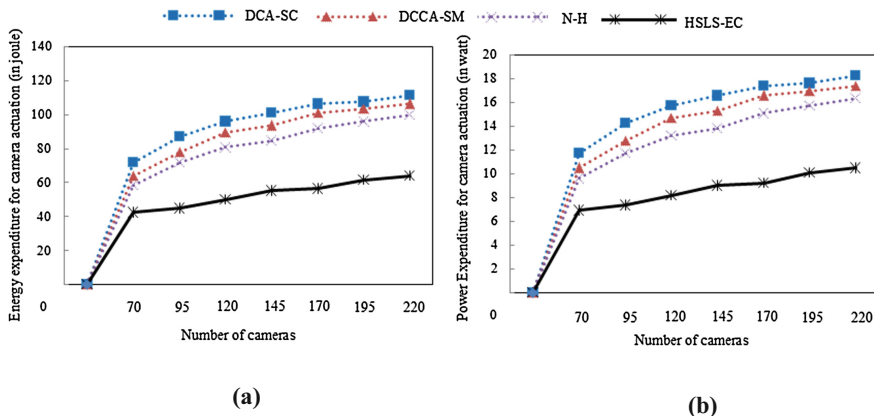 DCA-SC DCCA-SM N-H HSLS-EC
Energy expenditure for camera actuation (in joule)
140
120
100
80
60
40
20
0
70 95 120 145 170 195 220
Number of cameras
(a)
Power Expenditure for camera actuation (in watt)
20
18
16
14
12
10
8
6
4
2
0
70 95 120 145 170 195 220
Number of cameras
(b)